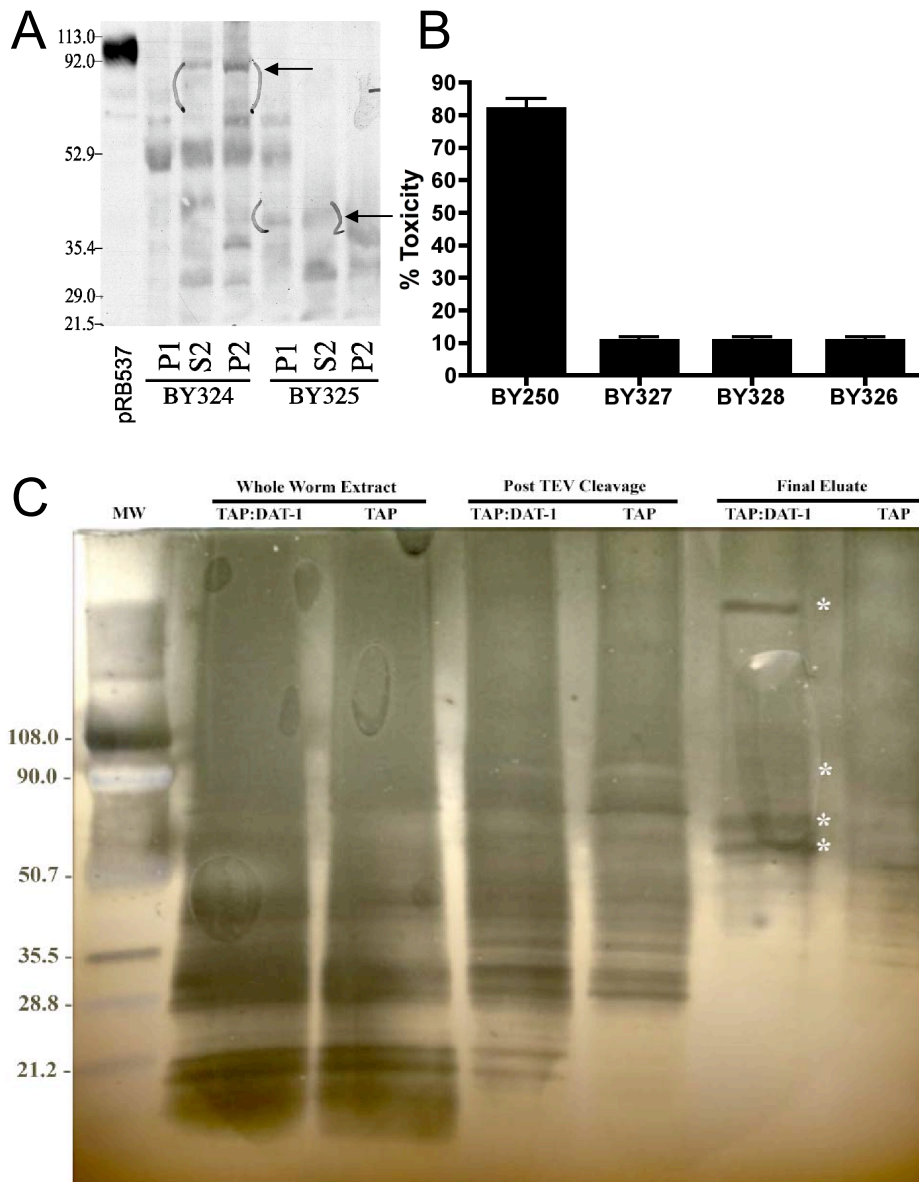 A
113.0
92.0
52.9
35.4
29.0
21.5
pRB537
P1
S2
P2
P1
S2
P2
BY324
BY325
B
% Toxicity
90
80
70
60
50
40
30
20
10
0
BY250
BY327
BY328
BY326
C
Whole Worm Extract
Post TEV Cleavage
Final Eluate
MW
TAP:DAT-1
TAP
TAP:DAT-1
TAP
TAP:DAT-1
TAP
108.0 -
90.0 -
50.7 -
35.5 -
28.8 -
21.2 -
*
*
*
*